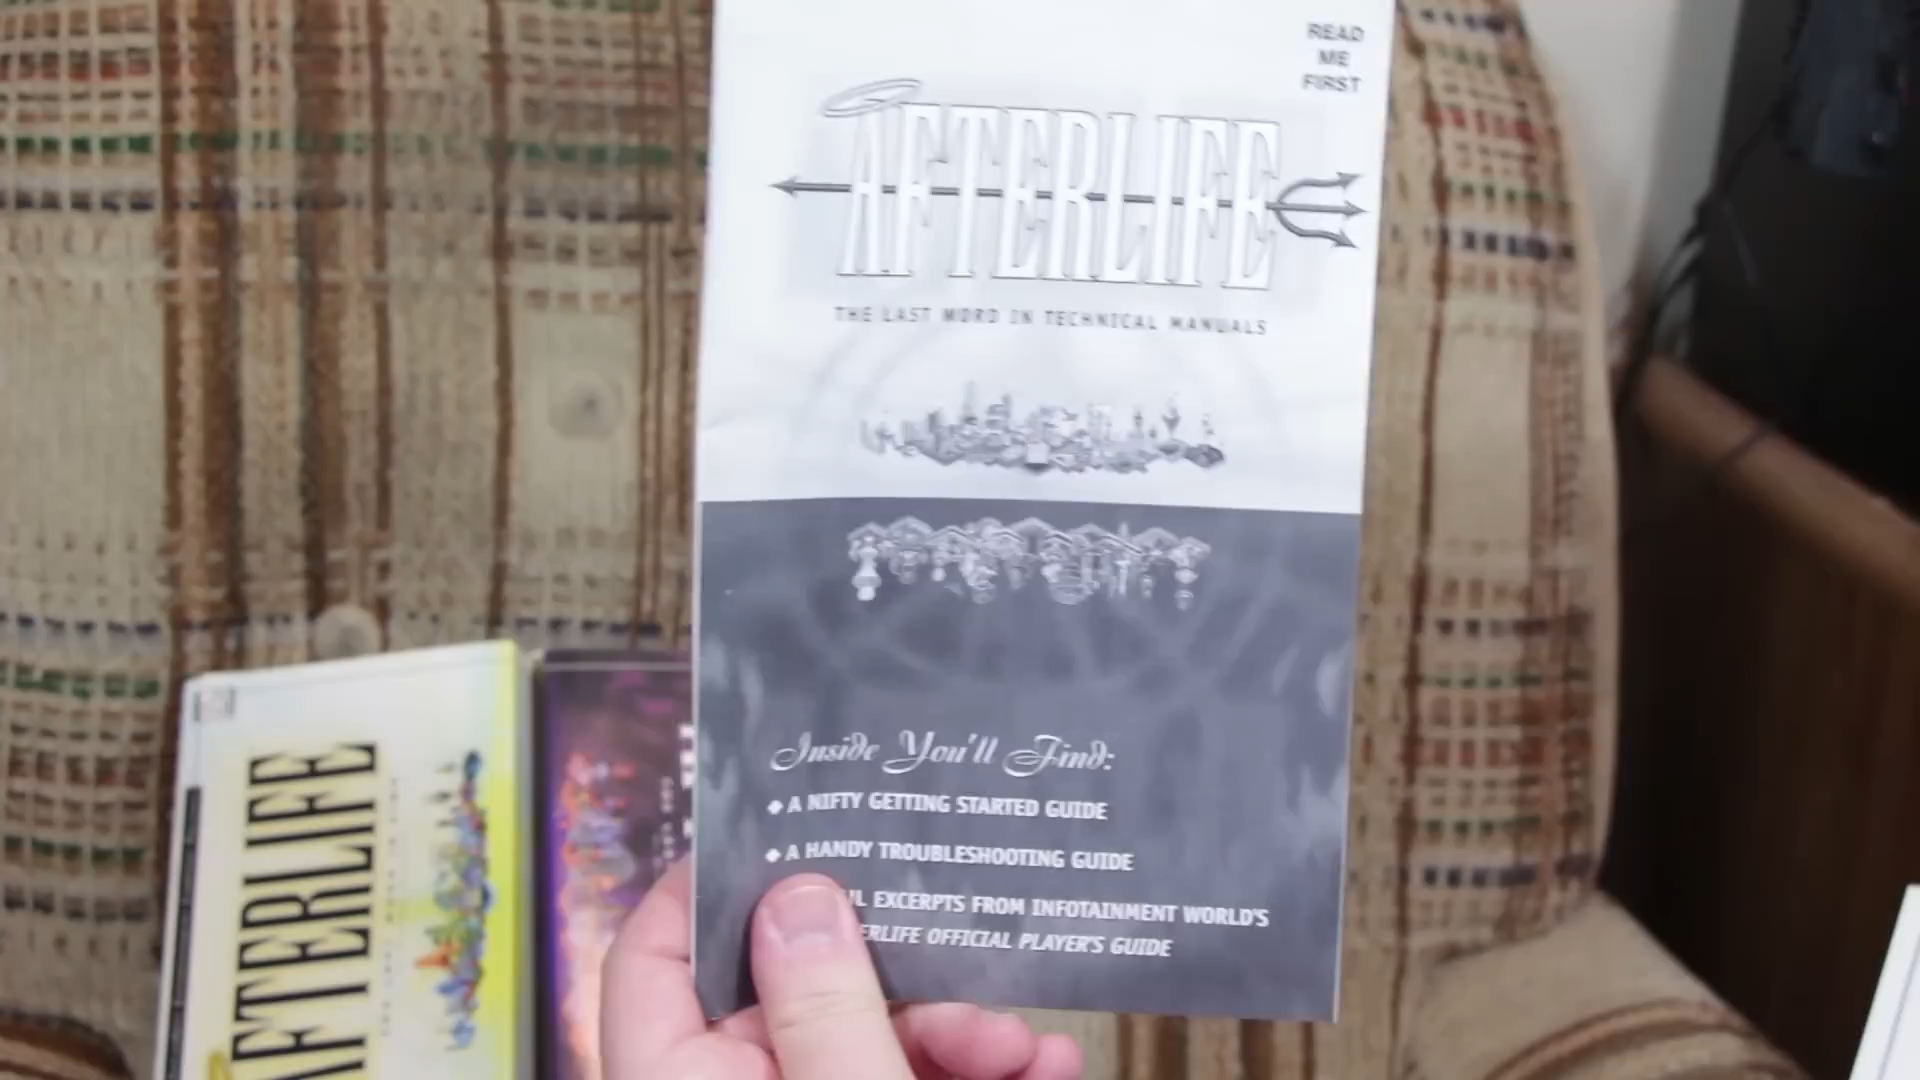 READ
ME
FIRST
AFTERLIFE
THE LAST WORD IN TECHNICAL MANUALS
Inside You'll Find:
A NIFTY GETTING STARTED GUIDE
A HANDY TROUBLESHOOTING GUIDE
EXCERPTS FROM INFOTAINMENT WORLD'S
OFFICIAL PLAYER'S GUIDE
AFTERLIFE